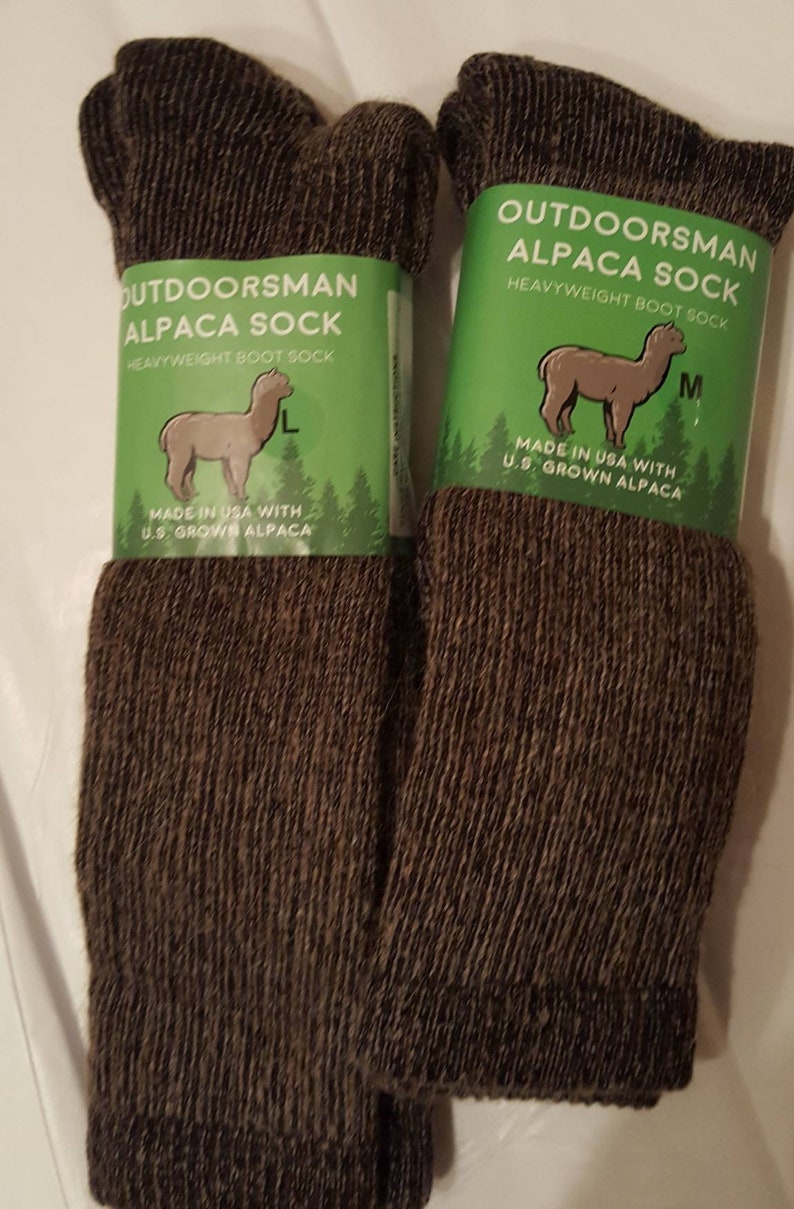 OUTDOORSMAN
ALPACA SOCK
HEAVYWEIGHT BOOT SOCK
L
MADE IN USA WITH
U.S. GROWN ALPACA
OUTDOORSMAN
ALPACA SOCK
HEAVYWEIGHT BOOT SOCK
M
MADE IN USA WITH
U.S. GROWN ALPACA